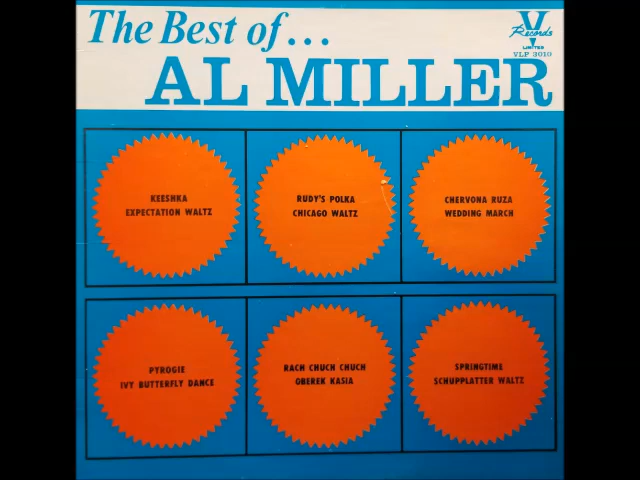 The Best of...
AL MILLER
V
Records
LIMITED
VLP 3010
KEESHKA
EXPECTATION WALTZ
RUDY'S POLKA
CHICAGO WALTZ
CHERVONA RUZA
WEDDING MARCH
PYROGIE
IVY BUTTERFLY DANCE
RACH CHUCH CHUCH
OBEREK KASIA
SPRINGTIME
SCHUPPLATTER WALTZ